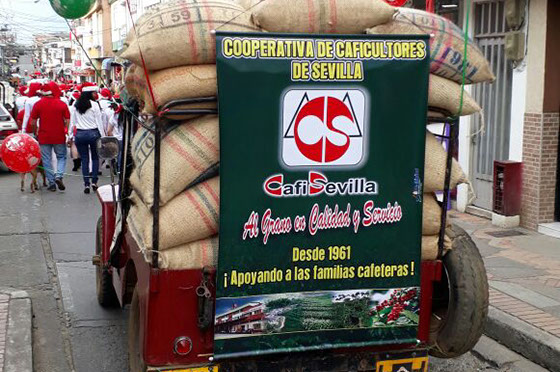 COOPERATIVA DE CAFICULTORES
DE SEVILLA
CS
CafiSevilla
Al Grano en Calidad y Servicio
Desde 1961
¡ Apoyando a las familias cafeteras !